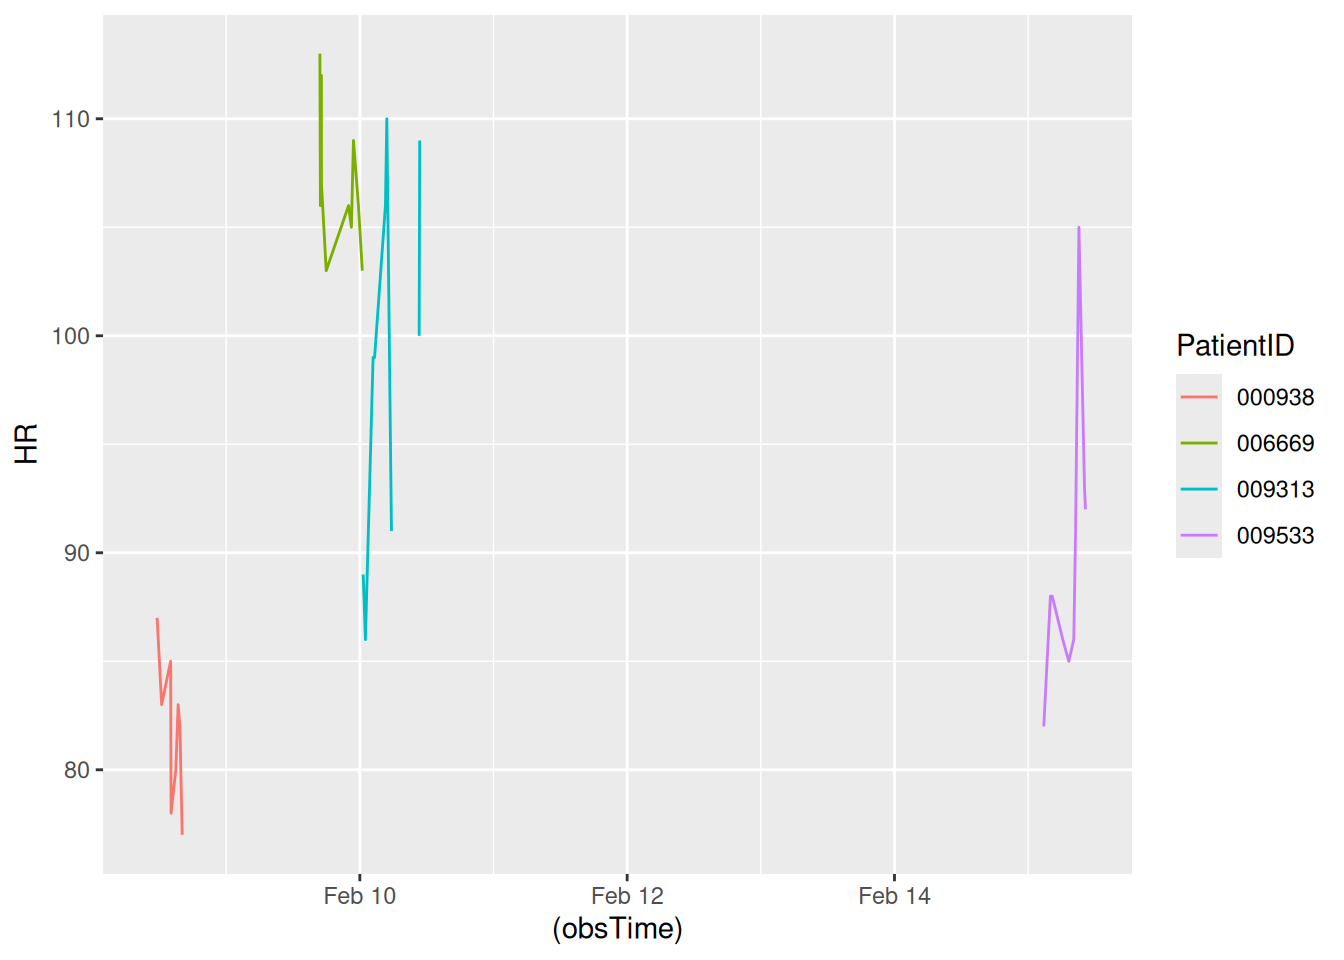 110
100
90
80
HR
Feb 10
Feb 12
Feb 14
(obsTime)
PatientID
000938
006669
009313
009533